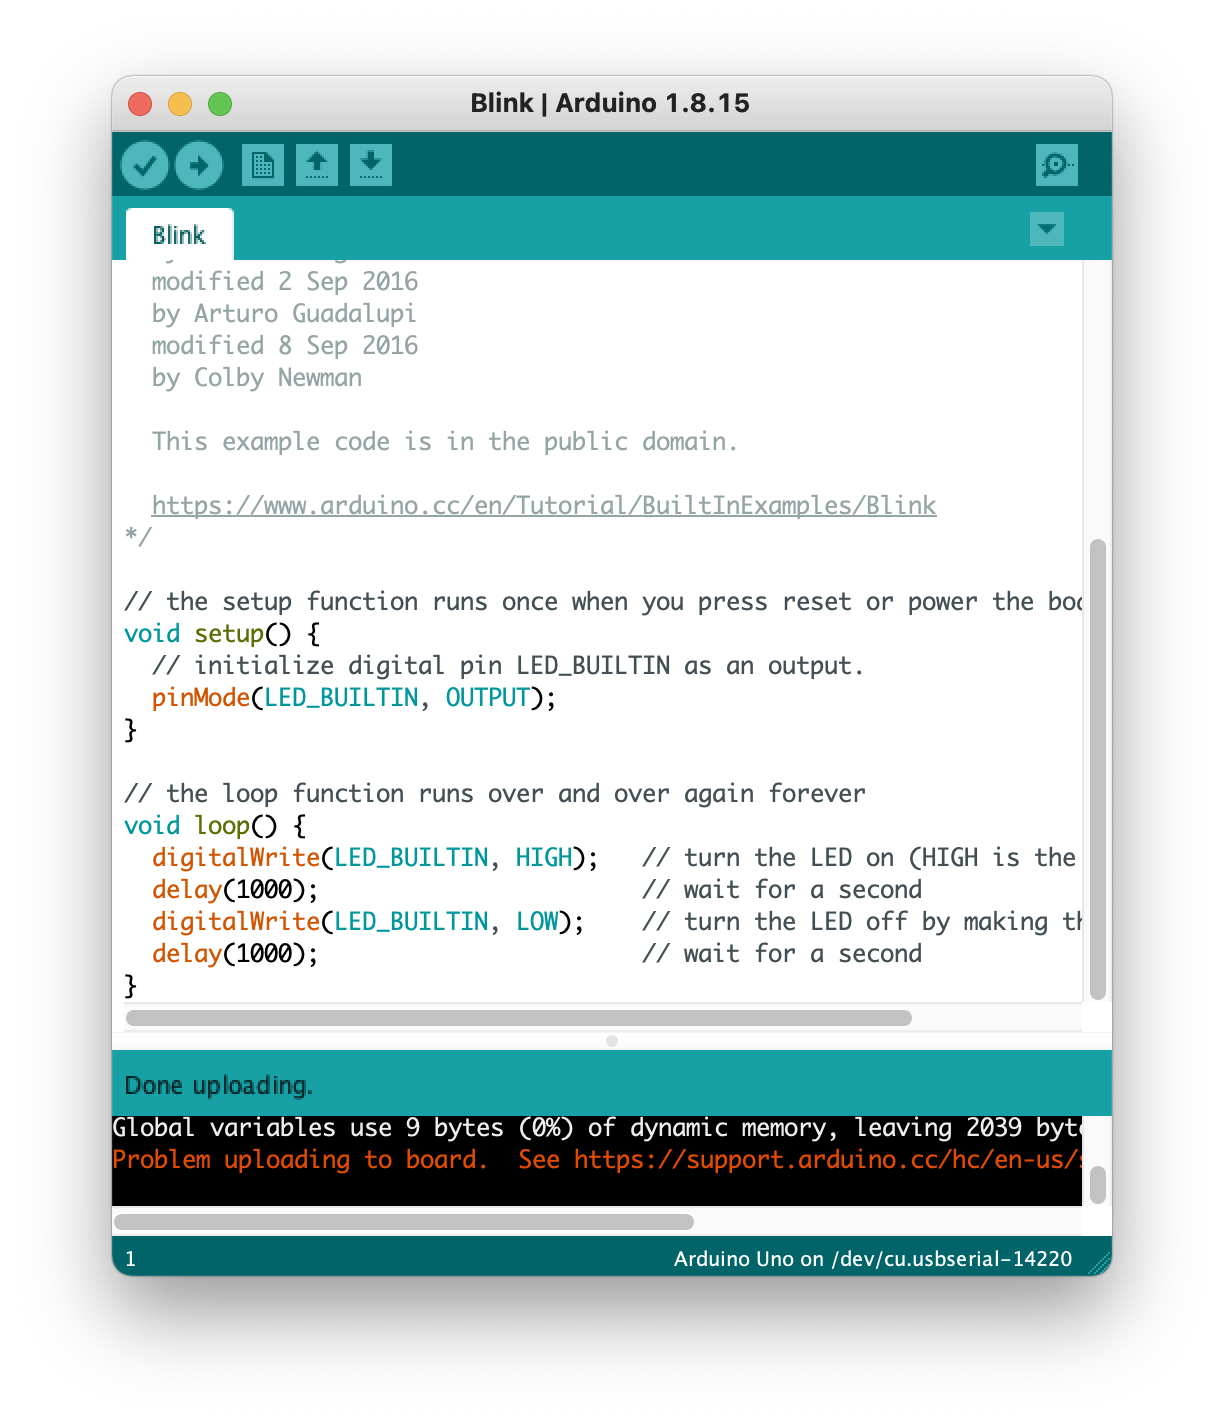 Blink | Arduino 1.8.15
Blink
modified 2 Sep 2016
by Arturo Guadalupi
modified 8 Sep 2016
by Colby Newman
This example code is in the public domain.
https://www.arduino.cc/en/Tutorial/BuiltInExamples/Blink
*/
// the setup function runs once when you press reset or power the
void setup() {
// initialize digital pin LED_BUILTIN as an output.
pinMode(LED_BUILTIN, OUTPUT);
}
// the loop function runs over and over again forever
void loop() {
digitalWrite(LED_BUILTIN, HIGH);   // turn the LED on (HIGH is the
delay(1000);                       // wait for a second
digitalWrite(LED_BUILTIN, LOW);    // turn the LED off by making
delay(1000);                       // wait for a second
}
Done uploading.
Global variables use 9 bytes (0%) of dynamic memory, leaving 2039
Problem uploading to board.  See https://support.arduino.cc/hc/en-us/
1
Arduino Uno on /dev/cu.usbserial-14220